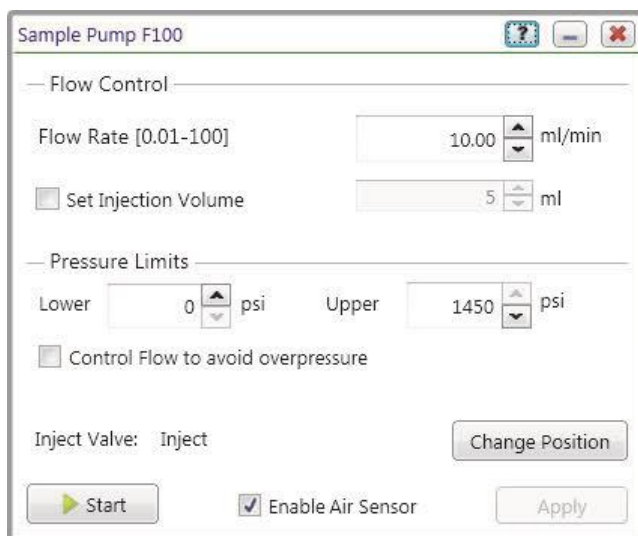 Sample Pump F100 ?
Flow Control
Flow Rate [0.01-100] 10.00 ml/min
Set Injection Volume 5 ml
Pressure Limits
Lower 0 psi Upper 1450 psi
Control Flow to avoid overpressure
Inject Valve: Inject Change Position
Start Enable Air Sensor Apply